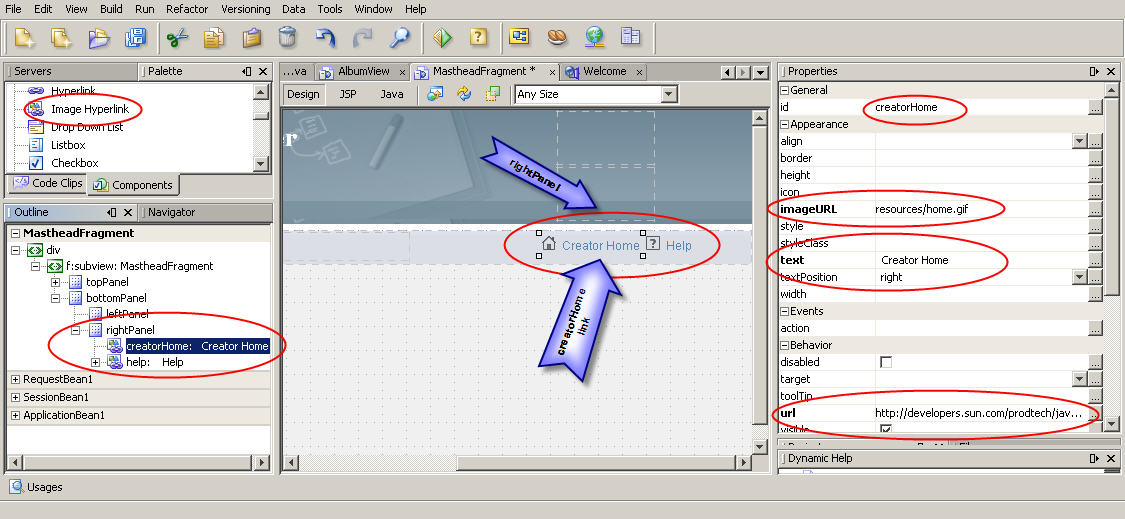 File Edit View Build Run Refactor Versioning Data Tools Window Help
Servers
Palette
Hyperlink
Image Hyperlink
Drop Down List
Listbox
Checkbox
Code Clips
Components
Outline
Navigator
MastheadFragment
div
f:subview: MastheadFragment
topPanel
bottomPanel
leftPanel
rightPanel
creatorHome: Creator Home
help: Help
RequestBean1
SessionBean1
ApplicationBean1
Usages
...va
AlbumView
MastheadFragment *
Welcome
Design
JSP
Java
Any Size
r
rightPanel
Creator Home
Help
creatorHome
link
Properties
General
id creatorHome
Appearance
align
border
height
icon
imageURL resources/home.gif
style
styleClass
text Creator Home
textPosition right
width
Events
action
Behavior
disabled
target
toolTip
url http://developers.sun.com/prodtech/jav...
visible
Dynamic Help